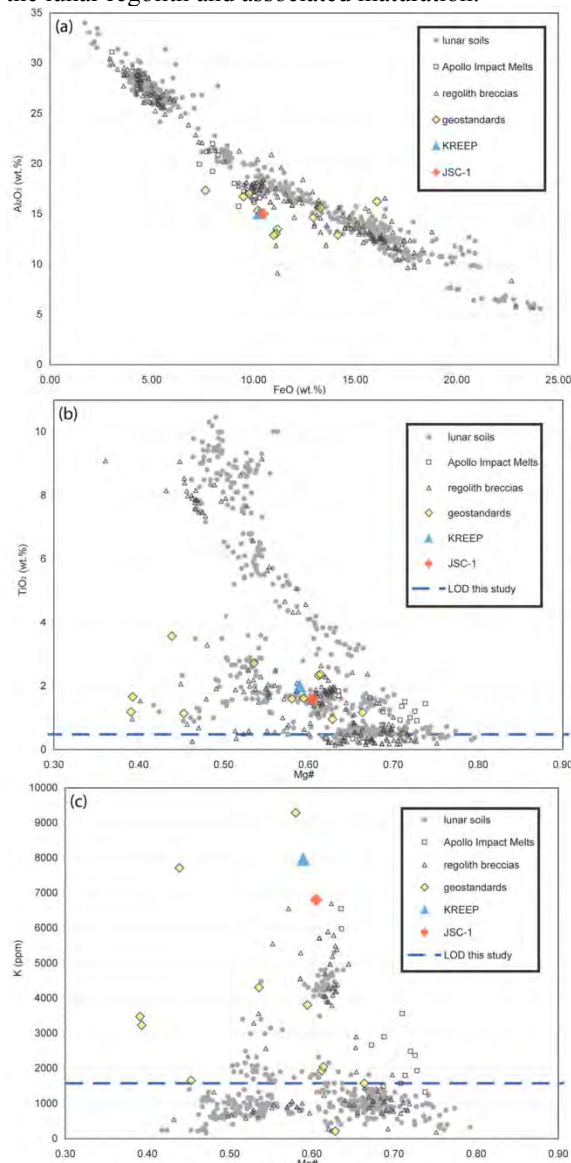 the lunar regolith and associated maturation.
35
(a)
lunar soils
30
Apollo Impact Melts
regolith breccias
25
geostandards
KREEP
20
JSC-1
15
10
5
0
Al₂O₃ (wt.%)
0.00 5.00 10.00 15.00 20.00 25.00
FeO (wt.%)
(b)
10
lunar soils
Apollo Impact Melts
8
regolith breccias
geostandards
KREEP
6
JSC-1
LOD this study
4
2
0
TiO₂ (wt.%)
0.30 0.40 0.50 0.60 0.70 0.80 0.90
Mg#
10000
(c)
lunar soils
9000
Apollo Impact Melts
8000
regolith breccias
geostandards
7000
KREEP
JSC-1
6000
LOD this study
5000
4000
3000
2000
1000
0
K (ppm)
0.30 0.40 0.50 0.60 0.70 0.80 0.90
Mg#